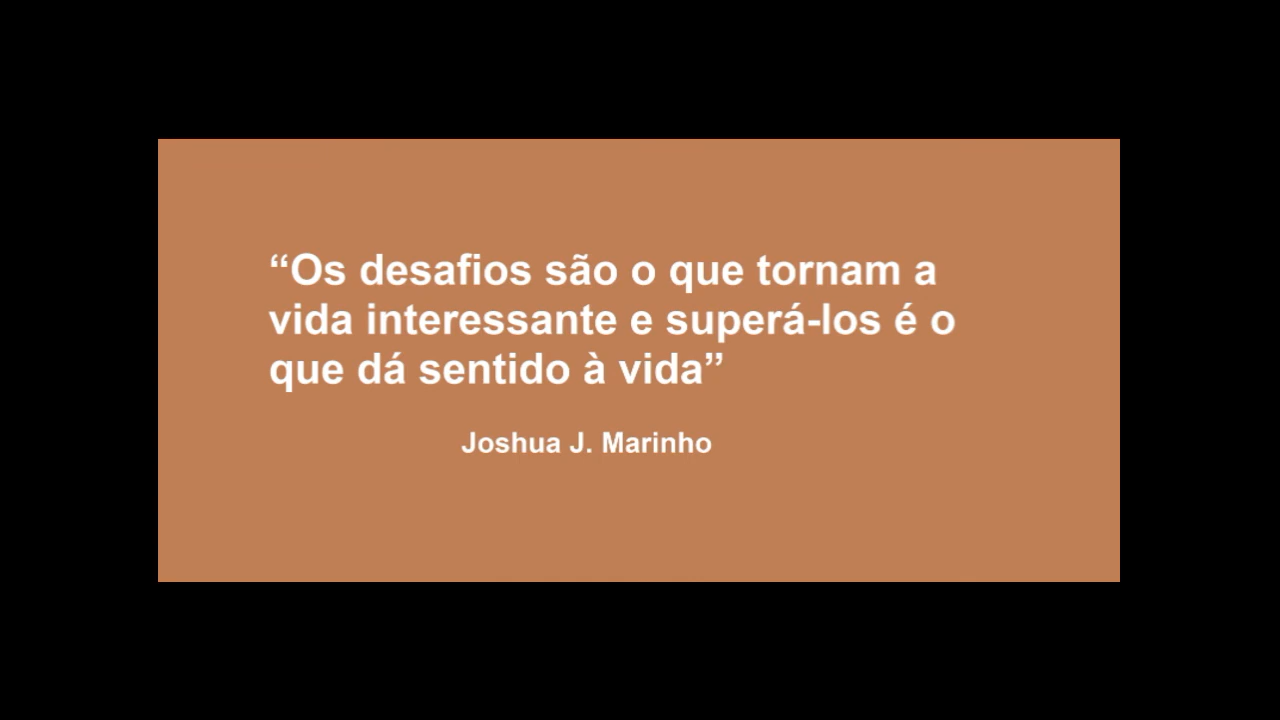 “Os desafios são o que tornam a
vida interessante e superá-los é o
que dá sentido à vida”
Joshua J. Marinho